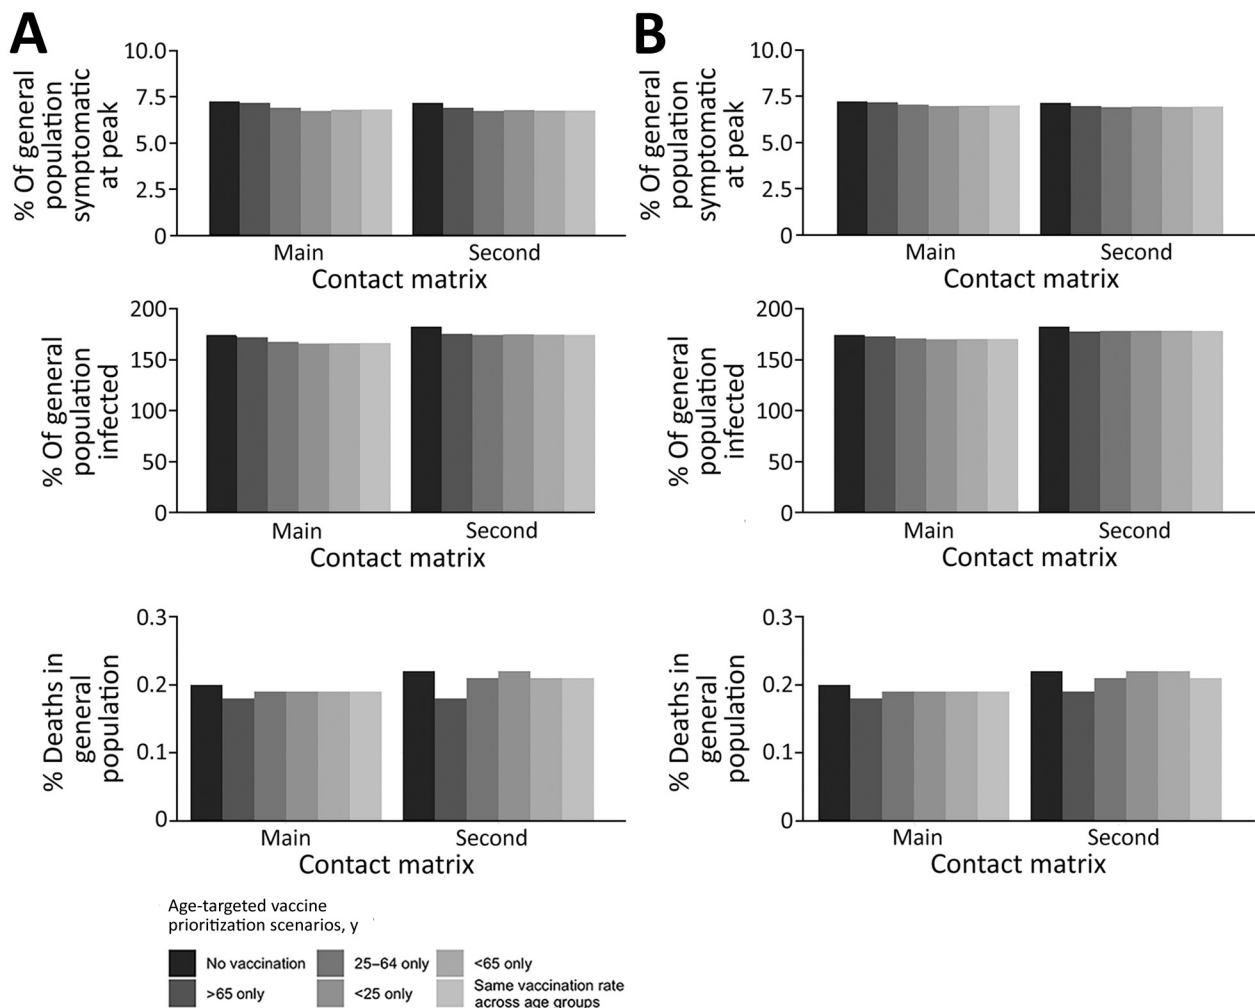 A
B
% Of general
population
symptomatic
at peak
10.0
7.5
5.0
2.5
0
Main
Second
Contact matrix
% Of general
population
symptomatic
at peak
10.0
7.5
5.0
2.5
0
Main
Second
Contact matrix
% Of general
population
infected
200
150
100
50
0
Main
Second
Contact matrix
% Of general
population
infected
200
150
100
50
0
Main
Second
Contact matrix
% Deaths in
general
population
0.3
0.2
0.1
0
Main
Second
Contact matrix
% Deaths in
general
population
0.3
0.2
0.1
0
Main
Second
Contact matrix
Age-targeted vaccine
prioritization scenarios, y
No vaccination
25–64 only
<65 only
>65 only
<25 only
Same vaccination rate
across age groups